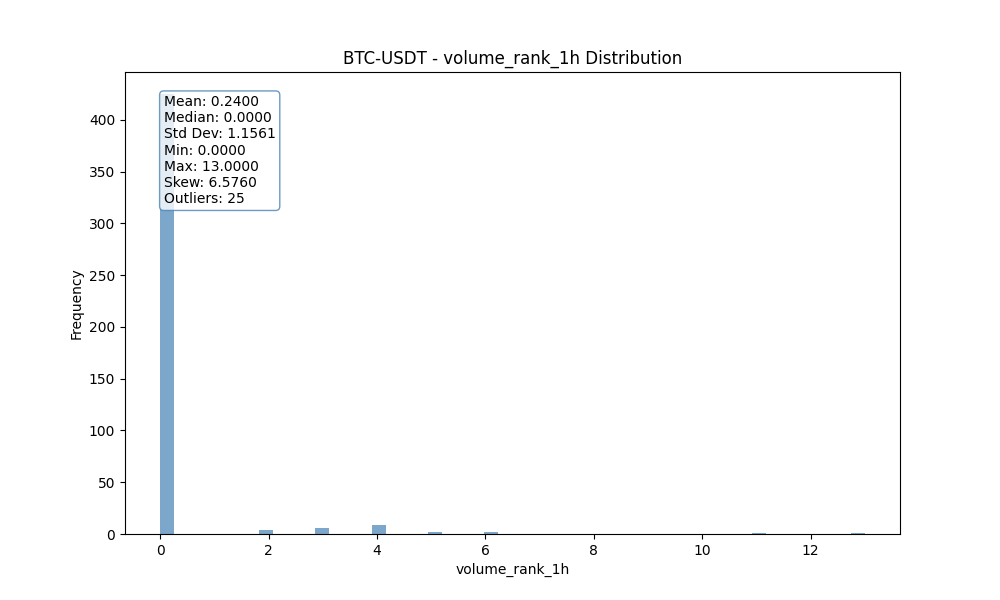 BTC-USDT - volume_rank_1h Distribution
Mean: 0.2400
Median: 0.0000
Std Dev: 1.1561
Min: 0.0000
Max: 13.0000
Skew: 6.5760
Outliers: 25
400
350
300
250
200
150
100
50
0
Frequency
0 2 4 6 8 10 12
volume_rank_1h